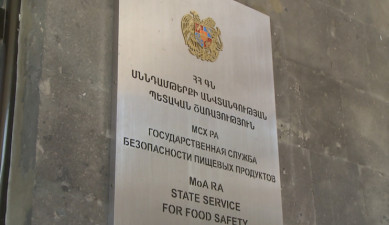 ՀՀ ԳՆ
ՍՆՆԴԱՄԹԵՐՔԻ ԱՆՎՏԱՆԳՈՒԹՅԱՆ
ՊԵՏԱԿԱՆ ԾԱՌԱՅՈՒԹՅՈՒՆ
МСХ РА
ГОСУДАРСТВЕННАЯ СЛУЖБА
БЕЗОПАСНОСТИ ПИЩЕВЫХ ПРОДУКТОВ
MoA RA
STATE SERVICE
FOR FOOD SAFETY